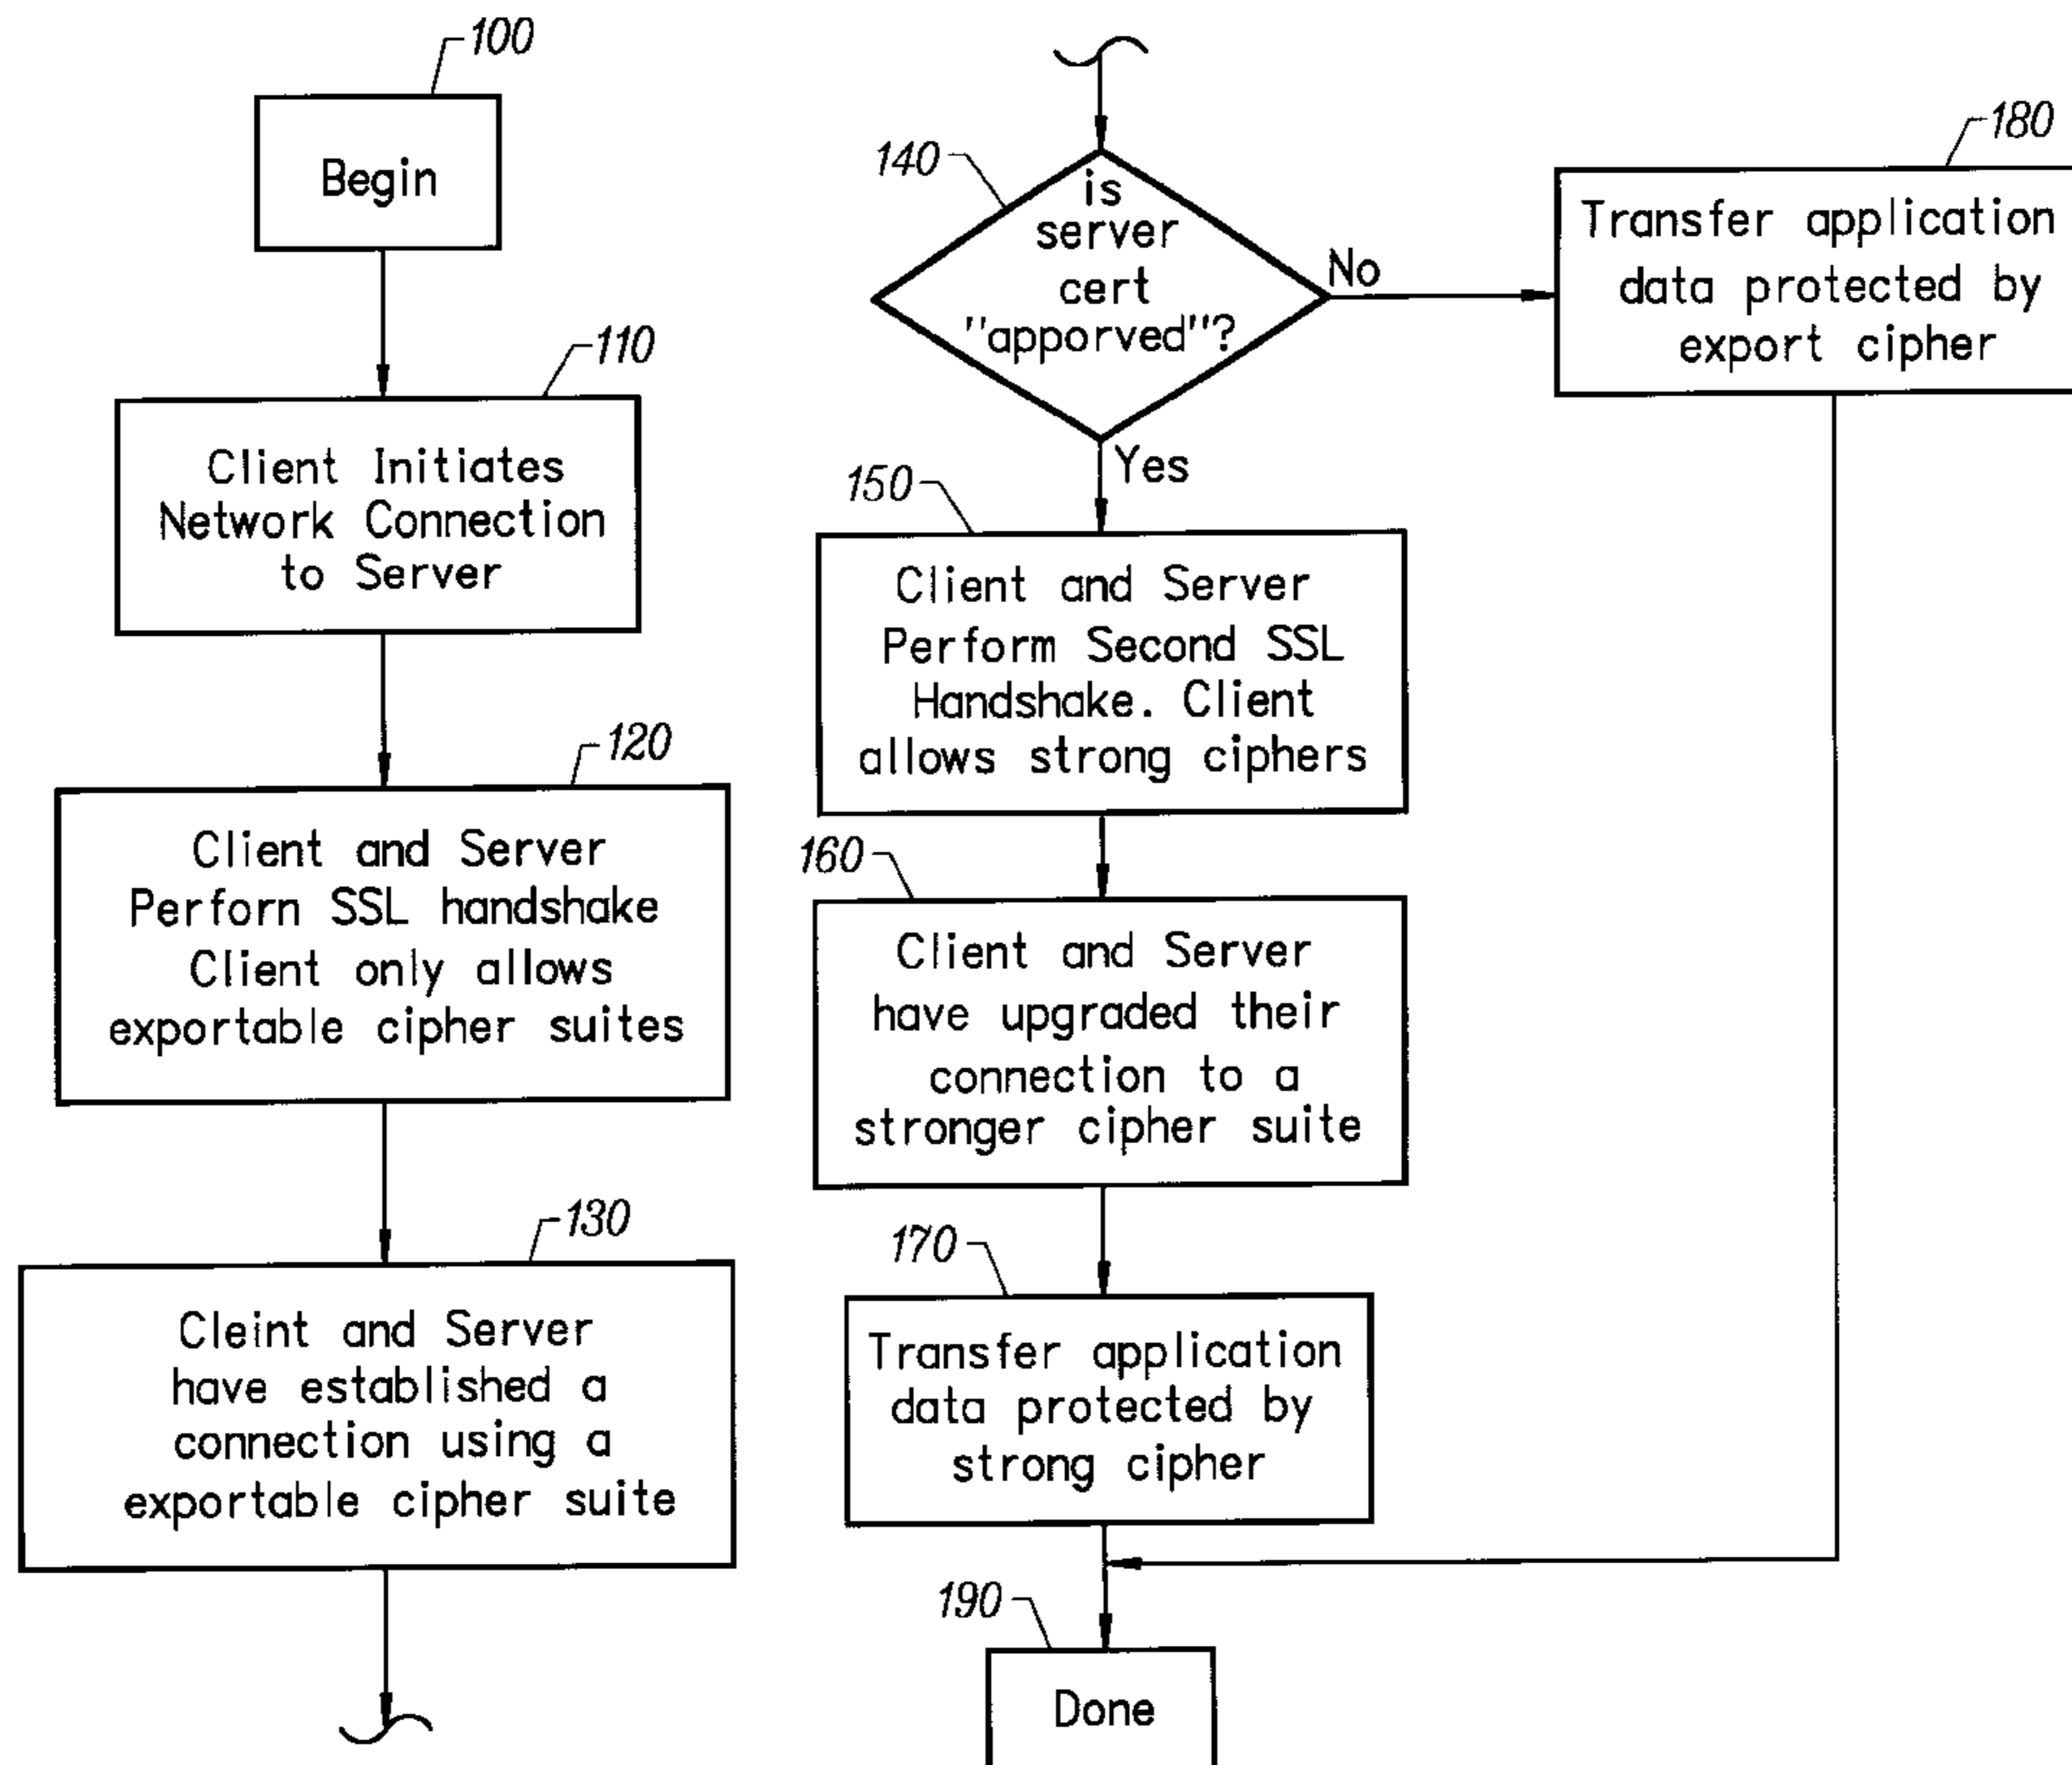 100
Begin
110
Client Initiates
Network Connection
to Server
120
Client and Server
Perforn SSL handshake
Client only allows
exportable cipher suites
130
Cleint and Server
have established a
connection using a
exportable cipher suite
140
is
server
cert
"apporved"?
No
Yes
180
Transfer application
data protected by
export cipher
150
Client and Server
Perform Second SSL
Handshake. Client
allows strong ciphers
160
Client and Server
have upgraded their
connection to a
stronger cipher suite
170
Transfer application
data protected by
strong cipher
190
Done